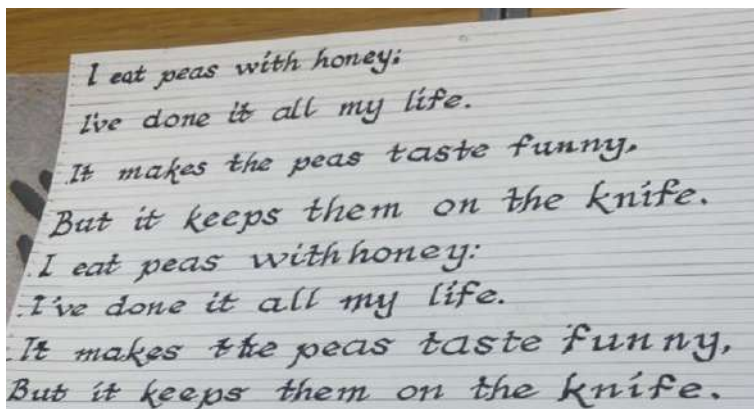 I eat peas with honey:
I've done it all my life.
It makes the peas taste funny,
But it keeps them on the knife.
I eat peas with honey:
I've done it all my life.
It makes the peas taste funny,
But it keeps them on the knife.